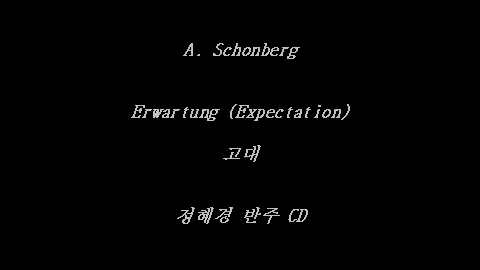 A. Schonberg
Erwartung (Expectation)
고대
정혜경 반주 CD